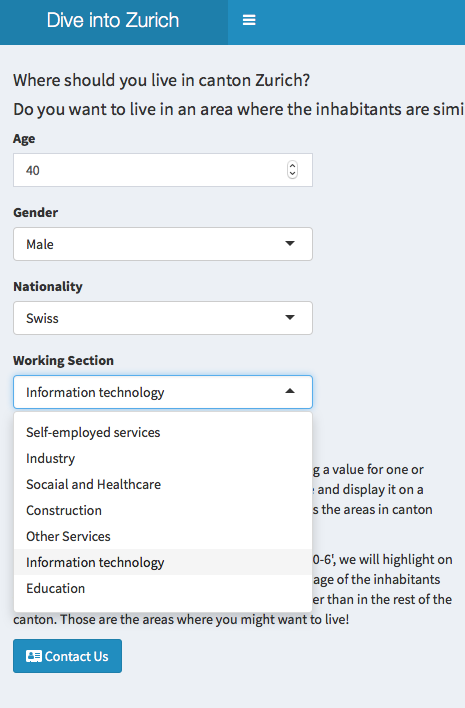 Dive into Zurich
Where should you live in canton Zurich?
Do you want to live in an area where the inhabitants are simi
Age
40
Gender
Male
Nationality
Swiss
Working Section
Information technology
Self-employed services
Industry
Socaial and Healthcare
Construction
Other Services
Information technology
Education
g a value for one or
and display it on a
s the areas in canton
0-6', we will highlight on
age of the inhabitants
er than in the rest of the
canton. Those are the areas where you might want to live!
Contact Us